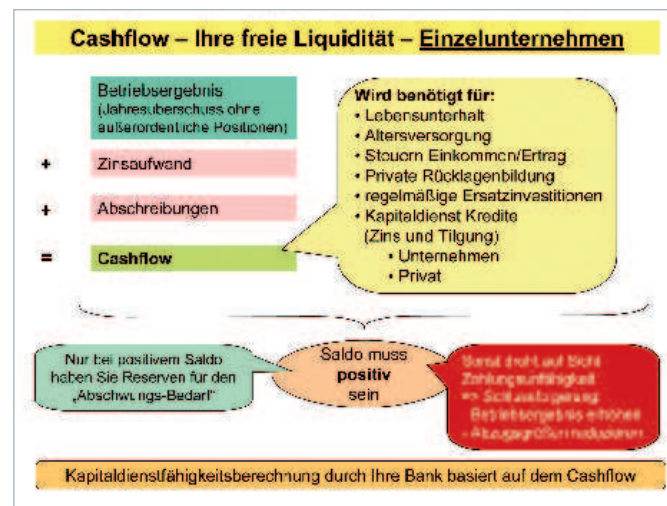 Cashflow – Ihre freie Liquidität – Einzelunternehmen
Betriebsergebnis
(Jahresüberschuss ohne
außerordentliche Positionen)
+ Zinsaufwand
+ Abschreibungen
= Cashflow
Wird benötigt für:
• Lebensunterhalt
• Altersversorgung
• Steuern Einkommen/Ertrag
• Private Rücklagenbildung
• regelmäßige Ersatzinvestitionen
• Kapitaldienst Kredite
(Zins und Tilgung)
• Unternehmen
• Privat
Nur bei positivem Saldo
haben Sie Reserven für den
„Abschwungs-Bedarf“
Saldo muss
positiv
sein
Sonst droht auf Sicht
Zahlungsunfähigkeit
=>
Betriebsergebnis erhöhen
- Abzugsgrößen reduzieren
Kapitaldienstfähigkeitsberechnung durch Ihre Bank basiert auf dem Cashflow